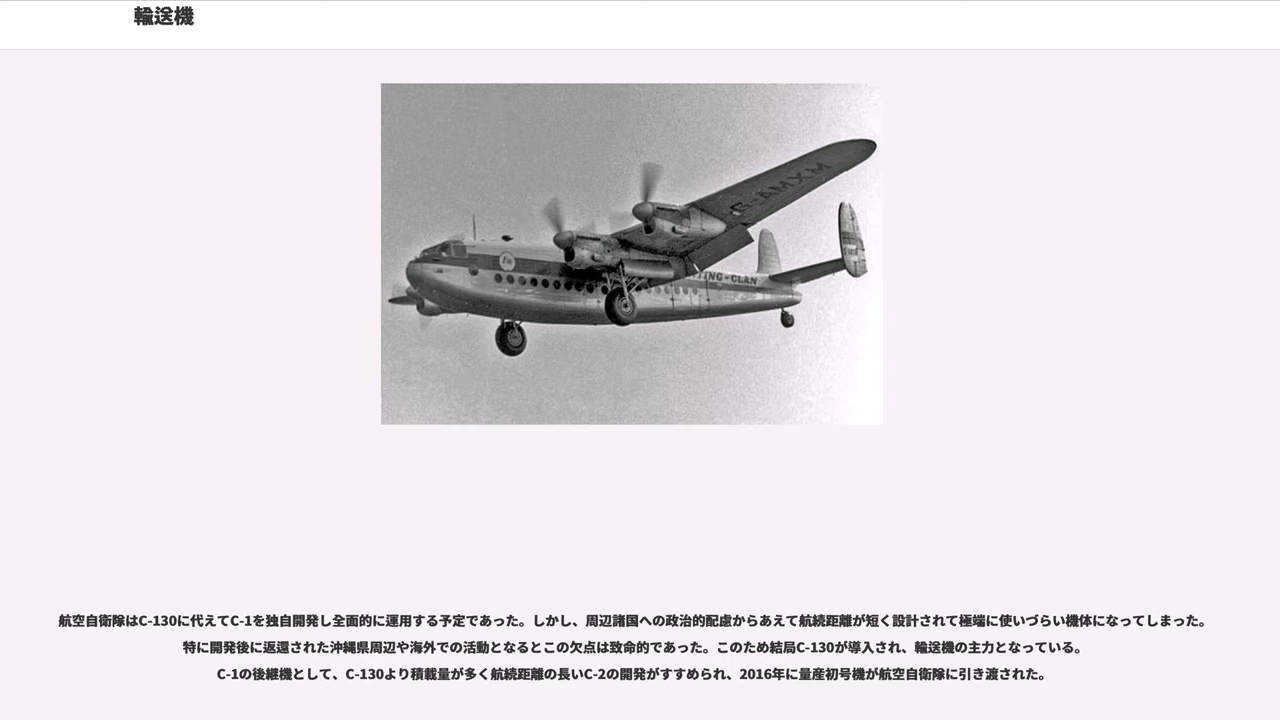 輸送機
G-AMXM
TING-CLAN
航空自衛隊はC-130に代えてC-1を独自開発し全面的に運用する予定であった。しかし、周辺諸国への政治的配慮からあえて航続距離が短く設計されて極端に使いづらい機体になってしまった。
特に開発後に返還された沖縄県周辺や海外での活動となるとこの欠点は致命的であった。このため結局C-130が導入され、輸送機の主力となっている。
C-1の後継機として、C-130より積載量が多く航続距離の長いC-2の開発がすすめられ、2016年に量産初号機が航空自衛隊に引き渡された。